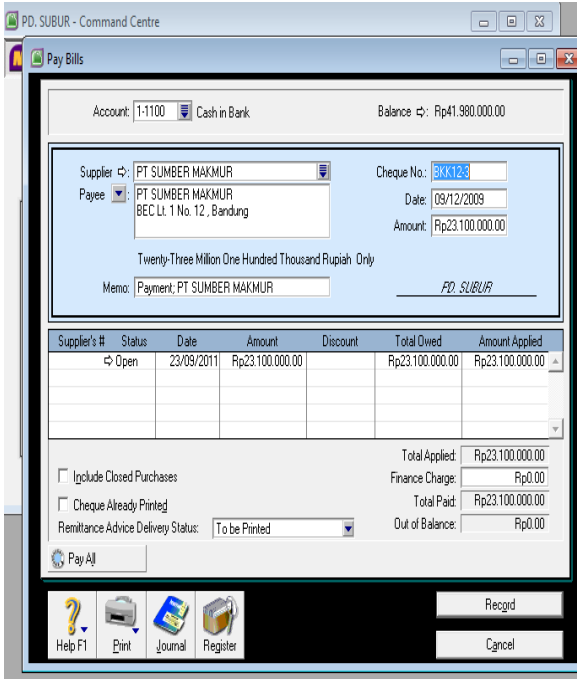 PD. SUBUR - Command Centre
Pay Bills
Account: 1-1100 Cash in Bank Balance ⇨: Rp41.980.000.00
Supplier ⇨: PT SUMBER MAKMUR Cheque No.: BKK12-3
Payee : PT SUMBER MAKMUR Date: 09/12/2009
BEC Lt. 1 No. 12 , Bandung Amount: Rp23.100.000.00
Twenty-Three Million One Hundred Thousand Rupiah Only
Memo: Payment; PT SUMBER MAKMUR PD. SUBUR
Supplier's # Status Date Amount Discount Total Owed Amount Applied
⇨ Open 23/09/2011 Rp23.100.000.00 Rp23.100.000.00 Rp23.100.000.00
Total Applied: Rp23.100.000.00
Include Closed Purchases Finance Charge: Rp0.00
Cheque Already Printed Total Paid: Rp23.100.000.00
Remittance Advice Delivery Status: To be Printed Out of Balance: Rp0.00
Pay All
Record
Help F1 Print Journal Register Cancel